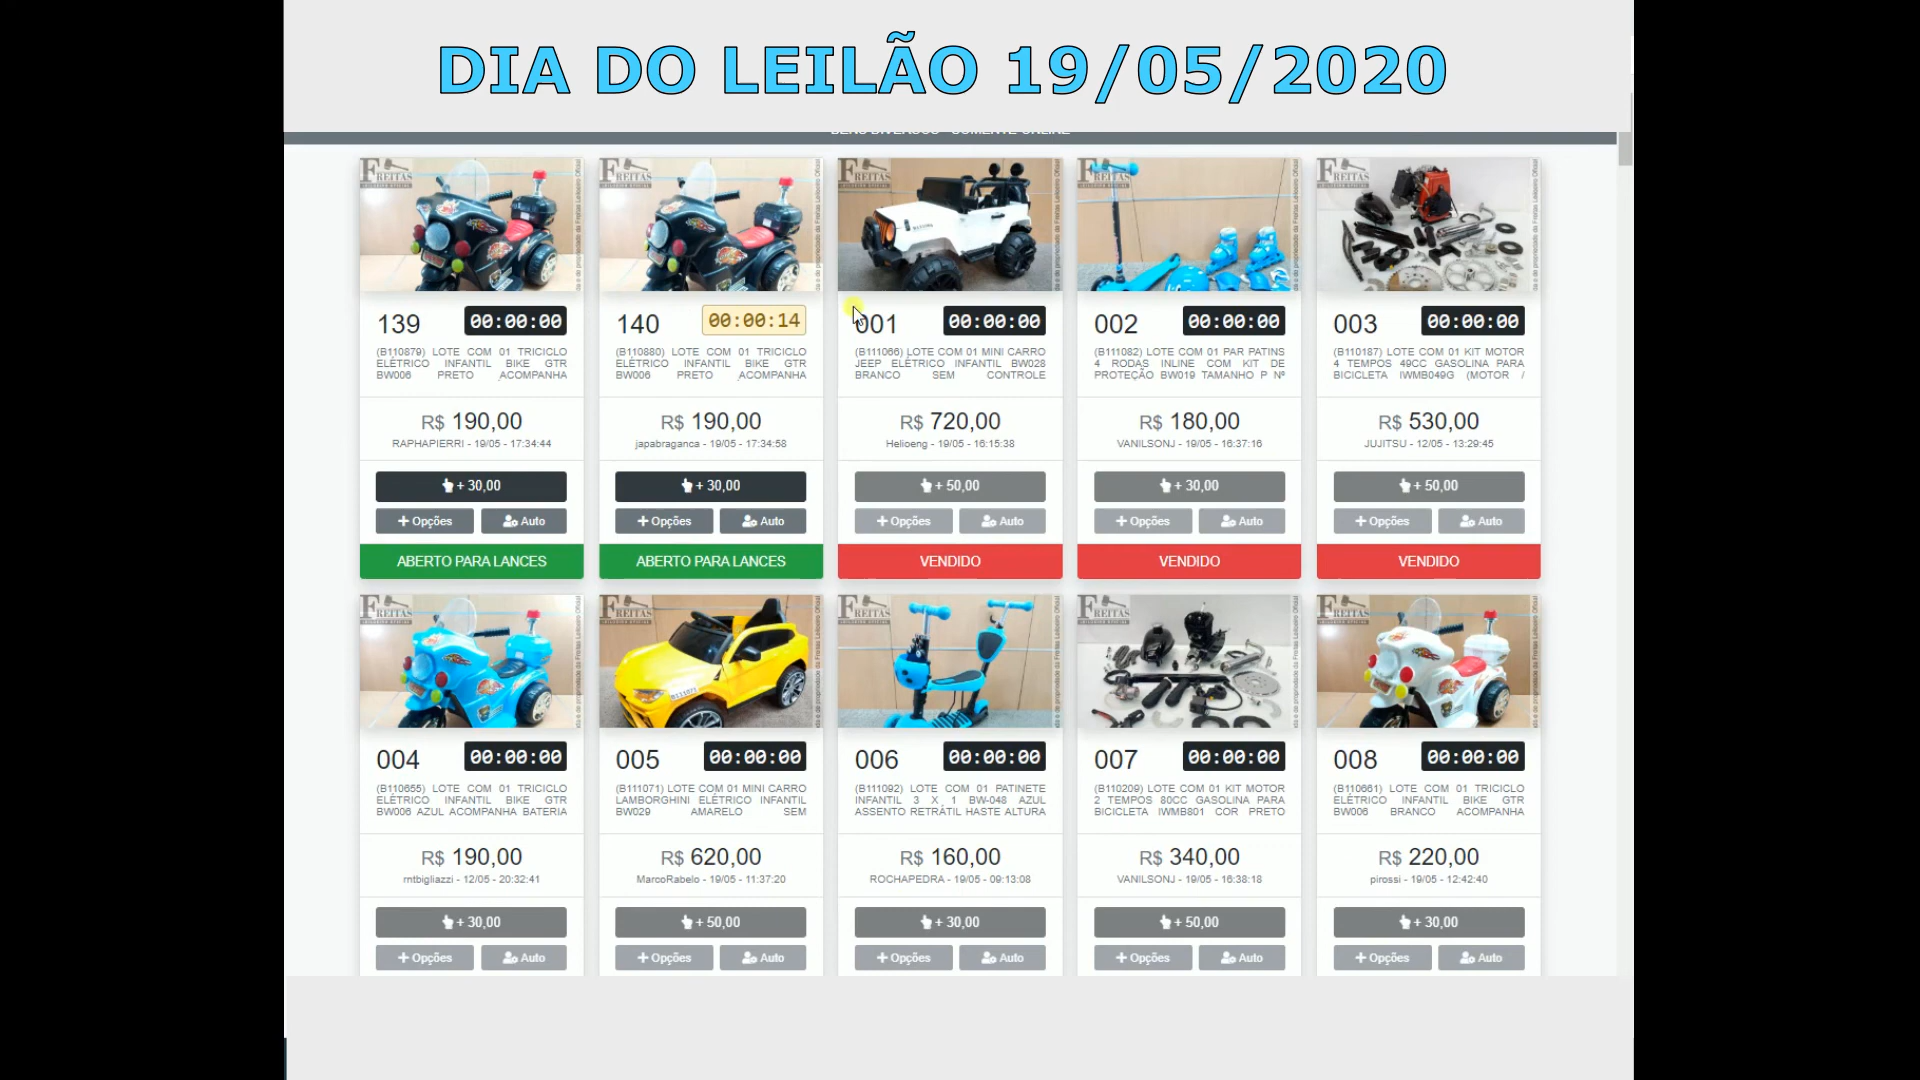 DIA DO LEILÃO 19/05/2020
BENS DIVERSOS - SOMENTE ONLINE
FREITAS
FREITAS
FREITAS
FREITAS
FREITAS
139 00:00:00
(B110879) LOTE COM 01 TRICICLO
ELÉTRICO INFANTIL BIKE GTR
BW006 PRETO ACOMPANHA
R$ 190,00
RAPHAPIERRI - 19/05 - 17:34:44
+ 30,00
+ Opções Auto
ABERTO PARA LANCES
140 00:00:14
(B110880) LOTE COM 01 TRICICLO
ELÉTRICO INFANTIL BIKE GTR
BW006 PRETO ACOMPANHA
R$ 190,00
japabraganca - 19/05 - 17:34:58
+ 30,00
+ Opções Auto
ABERTO PARA LANCES
001 00:00:00
(B111066) LOTE COM 01 MINI CARRO
JEEP ELÉTRICO INFANTIL BW028
BRANCO SEM CONTROLE
R$ 720,00
Helioeng - 19/05 - 16:15:38
+ 50,00
+ Opções Auto
VENDIDO
002 00:00:00
(B111082) LOTE COM 01 PAR PATINS
4 RODAS INLINE COM KIT DE
PROTEÇÃO BW019 TAMANHO P Nº
R$ 180,00
VANILSONJ - 19/05 - 16:37:16
+ 30,00
+ Opções Auto
VENDIDO
003 00:00:00
(B110187) LOTE COM 01 KIT MOTOR
4 TEMPOS 49CC GASOLINA PARA
BICICLETA IWMB049G (MOTOR /
R$ 530,00
JUJITSU - 12/05 - 13:29:45
+ 50,00
+ Opções Auto
VENDIDO
FREITAS
FREITAS
FREITAS
FREITAS
FREITAS
004 00:00:00
(B110655) LOTE COM 01 TRICICLO
ELÉTRICO INFANTIL BIKE GTR
BW006 AZUL ACOMPANHA BATERIA
R$ 190,00
rntbigliazzi - 12/05 - 20:32:41
+ 30,00
+ Opções Auto
B111071
005 00:00:00
(B111071) LOTE COM 01 MINI CARRO
LAMBORGHINI ELÉTRICO INFANTIL
BW029 AMARELO SEM
R$ 620,00
MarcoRabelo - 19/05 - 11:37:20
+ 50,00
+ Opções Auto
006 00:00:00
(B111092) LOTE COM 01 PATINETE
INFANTIL 3 X 1 BW-048 AZUL
ASSENTO RETRÁTIL HASTE ALTURA
R$ 160,00
ROCHAPEDRA - 19/05 - 09:13:08
+ 30,00
+ Opções Auto
007 00:00:00
(B110209) LOTE COM 01 KIT MOTOR
2 TEMPOS 80CC GASOLINA PARA
BICICLETA IWMB801 COR PRETO
R$ 340,00
VANILSONJ - 19/05 - 16:38:18
+ 50,00
+ Opções Auto
008 00:00:00
(B110661) LOTE COM 01 TRICICLO
ELÉTRICO INFANTIL BIKE GTR
BW006 BRANCO ACOMPANHA
R$ 220,00
pirossi - 19/05 - 12:42:40
+ 30,00
+ Opções Auto